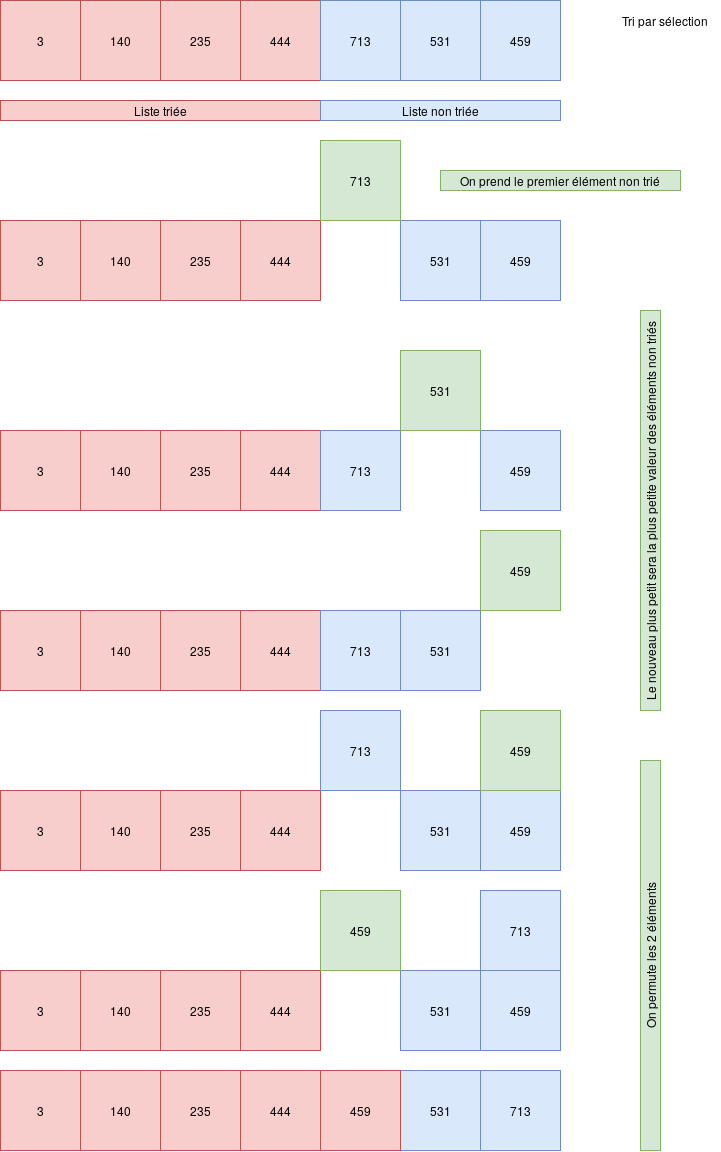 3 140 235 444 713 531 459
Tri par sélection
Liste triée Liste non triée
713
On prend le premier élément non trié
3 140 235 444 531 459
531
3 140 235 444 713 459
459
3 140 235 444 713 531
Le nouveau plus petit sera la plus petite valeur des éléments non triés
713 459
3 140 235 444 531 459
459 713
3 140 235 444 531 459
On permute les 2 éléments
3 140 235 444 459 531 713